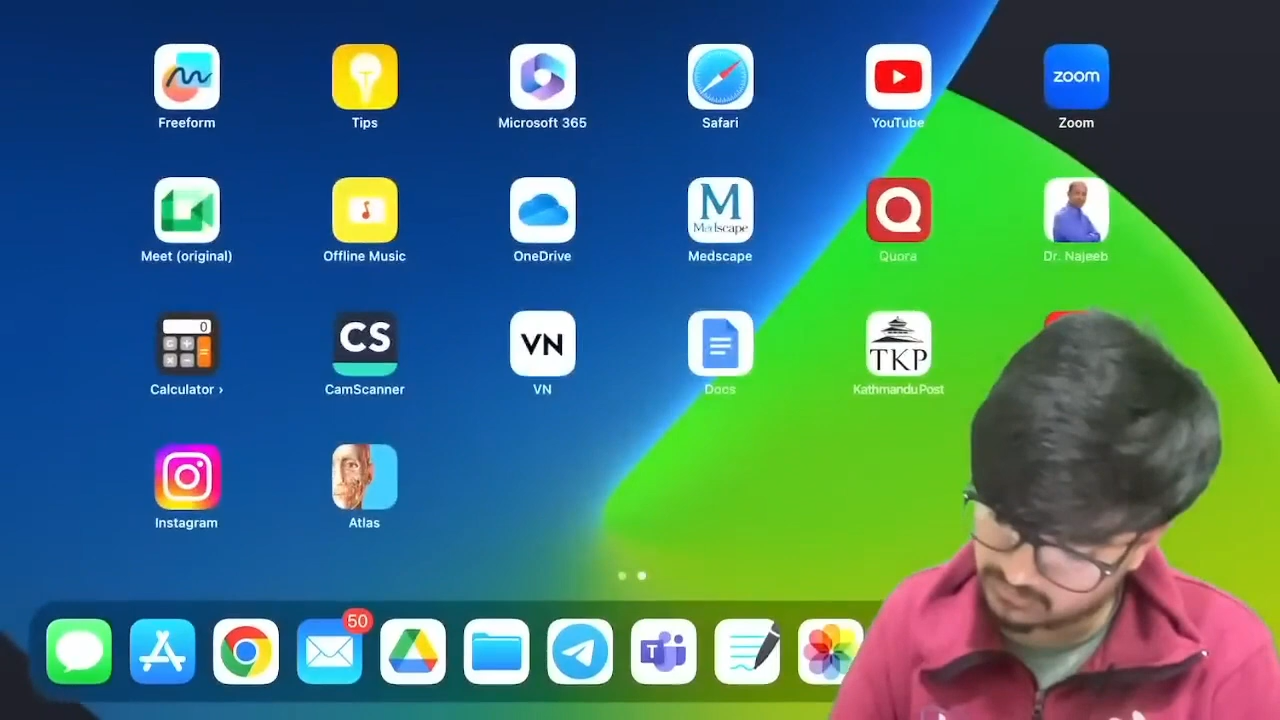 zoom
Freeform
Tips
Microsoft 365
Safari
YouTube
Zoom
M
Medscape
Q
Meet (original)
Offline Music
OneDrive
Medscape
Quora
Dr. Najeeb
0
CS
VN
TKP
Calculator ›
CamScanner
VN
Docs
Kathmandu Post
Instagram
Atlas
50